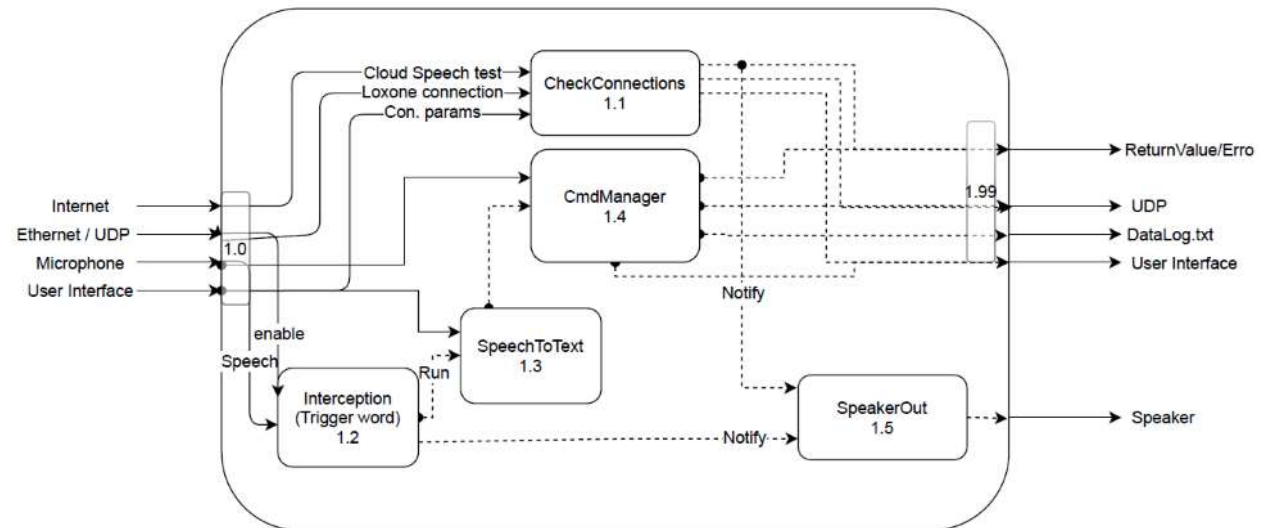 Cloud Speech test
Loxone connection
Con. params
CheckConnections
1.1
CmdManager
1.4
Internet
Ethernet / UDP
Microphone
User Interface
1.0
1.99
ReturnValue/Erro
UDP
DataLog.txt
User Interface
Notify
enable
Speech
Run
SpeechToText
1.3
Interception
(Trigger word)
1.2
Notify
SpeakerOut
1.5
Speaker